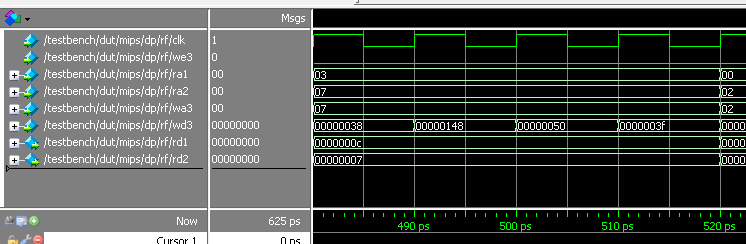 Msgs
/testbench/dut/mips/dp/rf/clk 1
/testbench/dut/mips/dp/rf/we3 0
/testbench/dut/mips/dp/rf/ra1 00 03 00
/testbench/dut/mips/dp/rf/ra2 00 07 02
/testbench/dut/mips/dp/rf/wa3 00 07 02
/testbench/dut/mips/dp/rf/wd3 00000000 00000038 00000148 00000050 0000003f 0000
/testbench/dut/mips/dp/rf/rd1 00000000 0000000c 0000
/testbench/dut/mips/dp/rf/rd2 00000000 00000007 0000
Now 625 ps 490 ps 500 ps 510 ps 520 ps
Cursor 1 0 ps